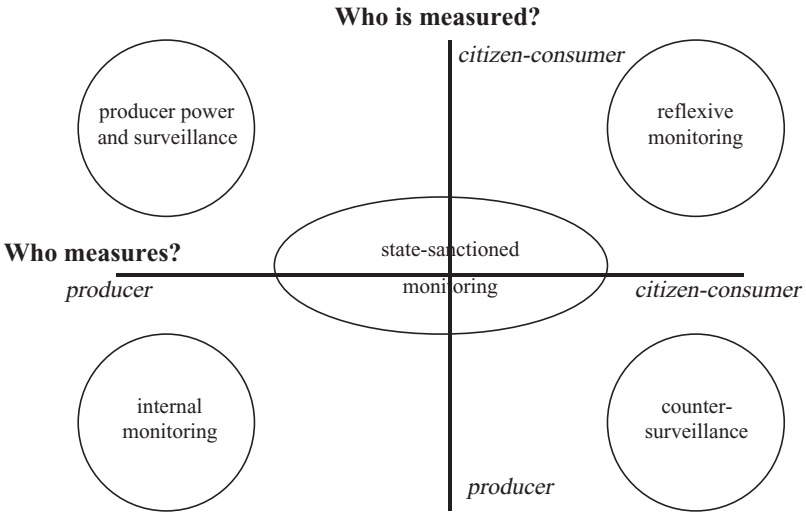 Who is measured?
citizen-consumer
producer power
and surveillance
reflexive
monitoring
Who measures?
state-sanctioned
monitoring
producer
citizen-consumer
internal
monitoring
counter-
surveillance
producer